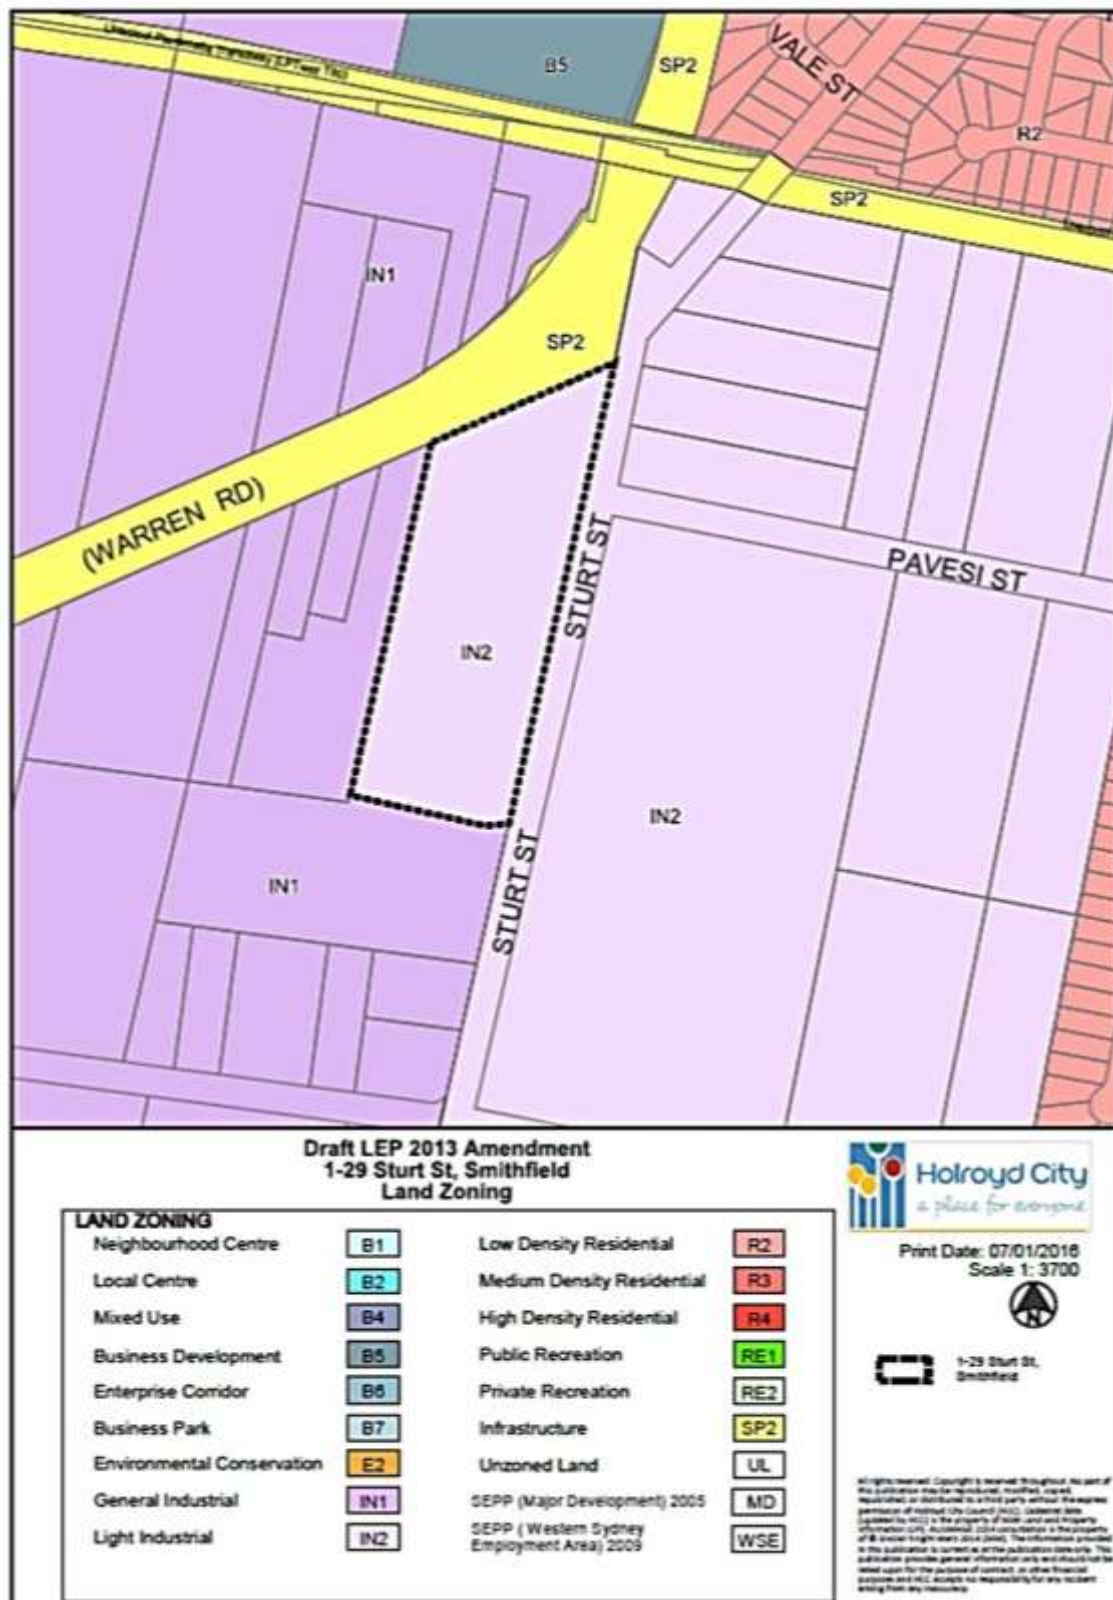 B5
SP2
VALE ST
R2
SP2
IN1
SP2
(WARREN RD)
STURT ST
PAVESI ST
IN2
IN2
STURT ST
IN1
Draft LEP 2013 Amendment
1-29 Sturt St, Smithfield
Land Zoning
LAND ZONING
Neighbourhood Centre B1
Local Centre B2
Mixed Use B4
Business Development B5
Enterprise Corridor B6
Business Park B7
Environmental Conservation E2
General Industrial IN1
Light Industrial IN2
Low Density Residential R2
Medium Density Residential R3
High Density Residential R4
Public Recreation RE1
Private Recreation RE2
Infrastructure SP2
Unzoned Land UL
SEPP (Major Development) 2005 MD
SEPP ( Western Sydney
Employment Area) 2009 WSE
Holroyd City
a place for everyone
Print Date: 07/01/2016
Scale 1: 3700
N
1-29 Sturt St,
Smithfield